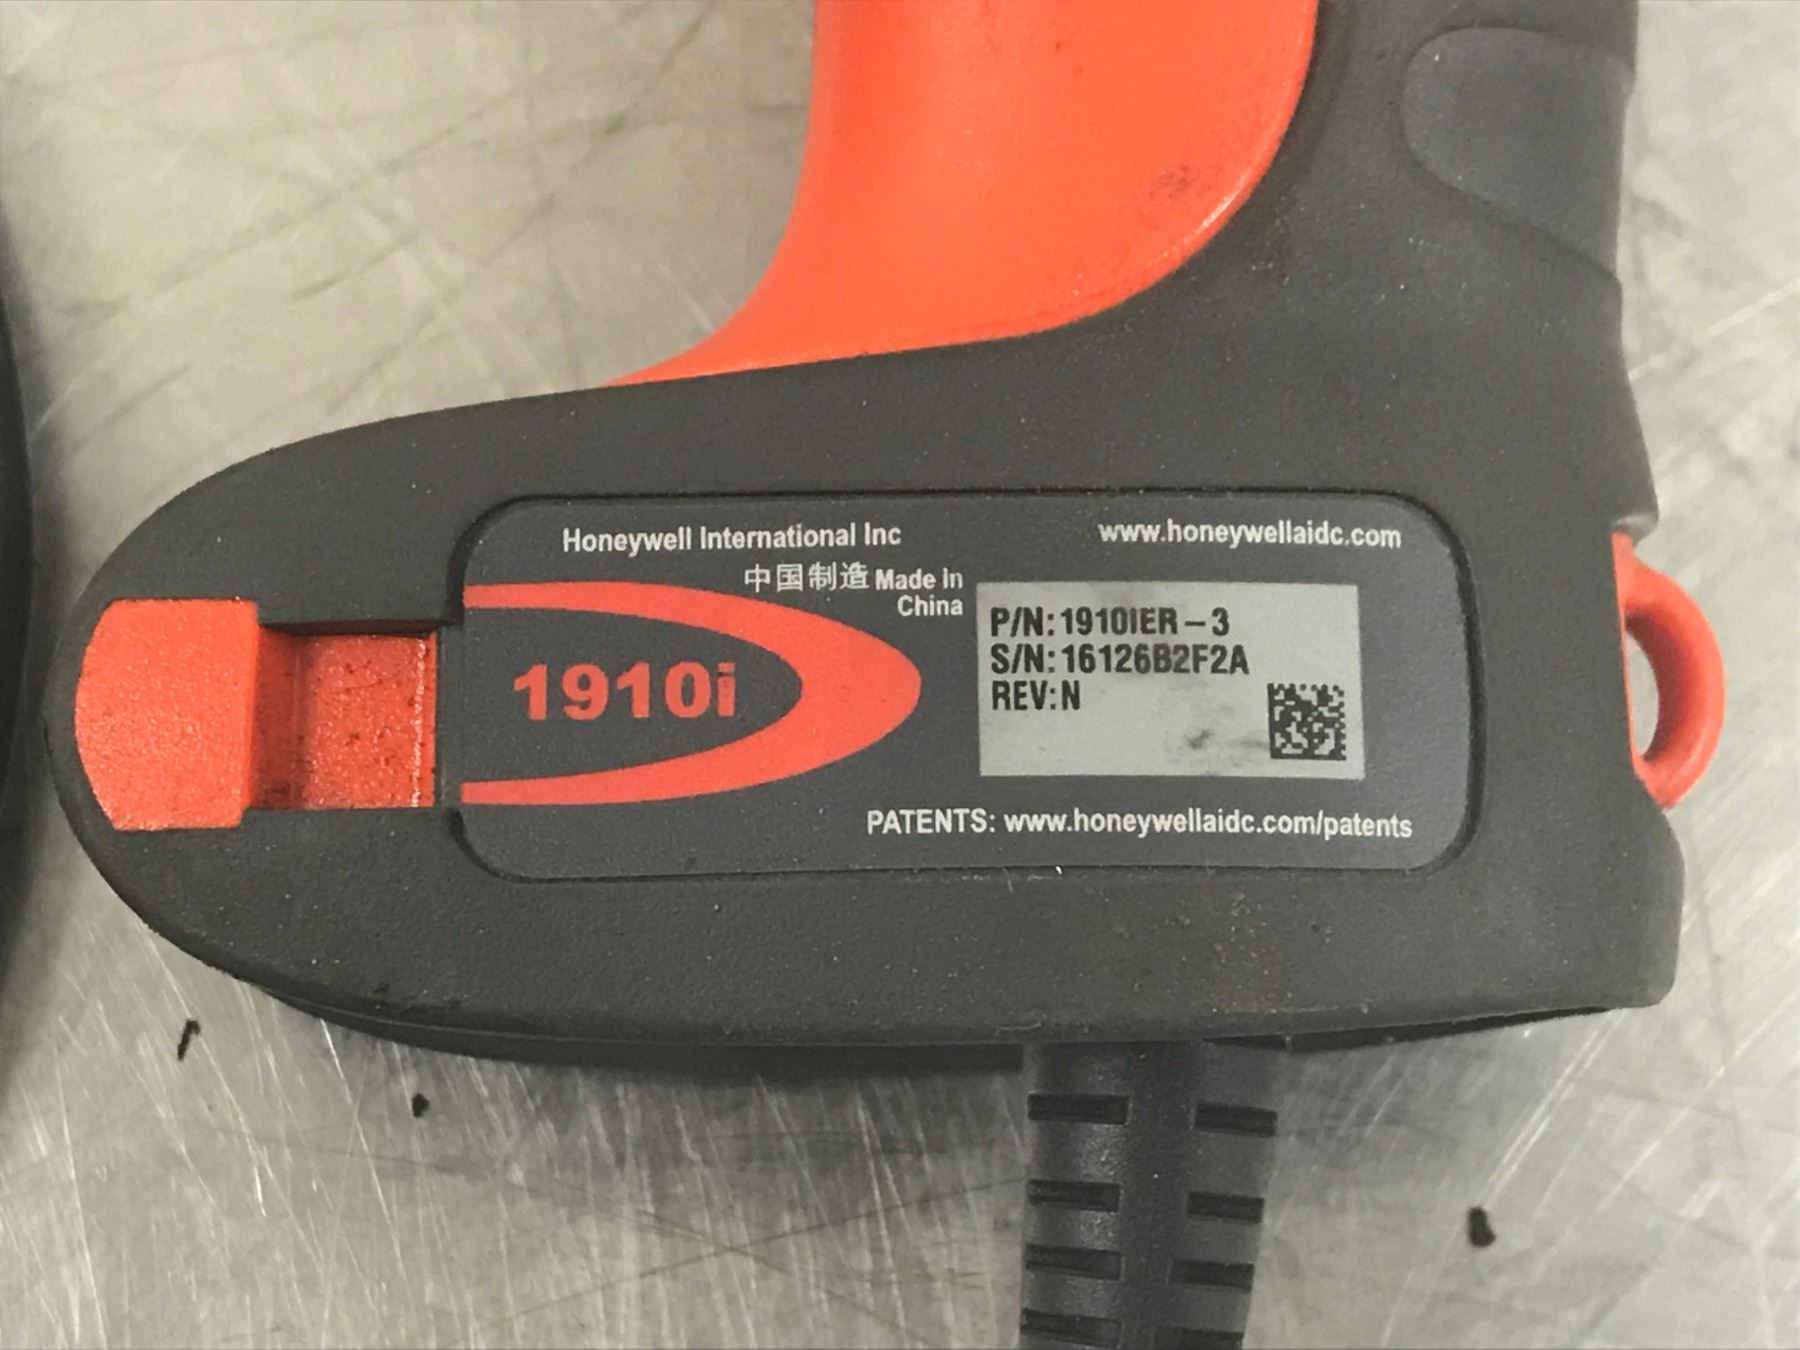 Honeywell International Inc
www.honeywellaidc.com
中国制造 Made in
China
1910i
P/N: 1910IER-3
S/N: 16126B2F2A
REV: N
PATENTS: www.honeywellaidc.com/patents